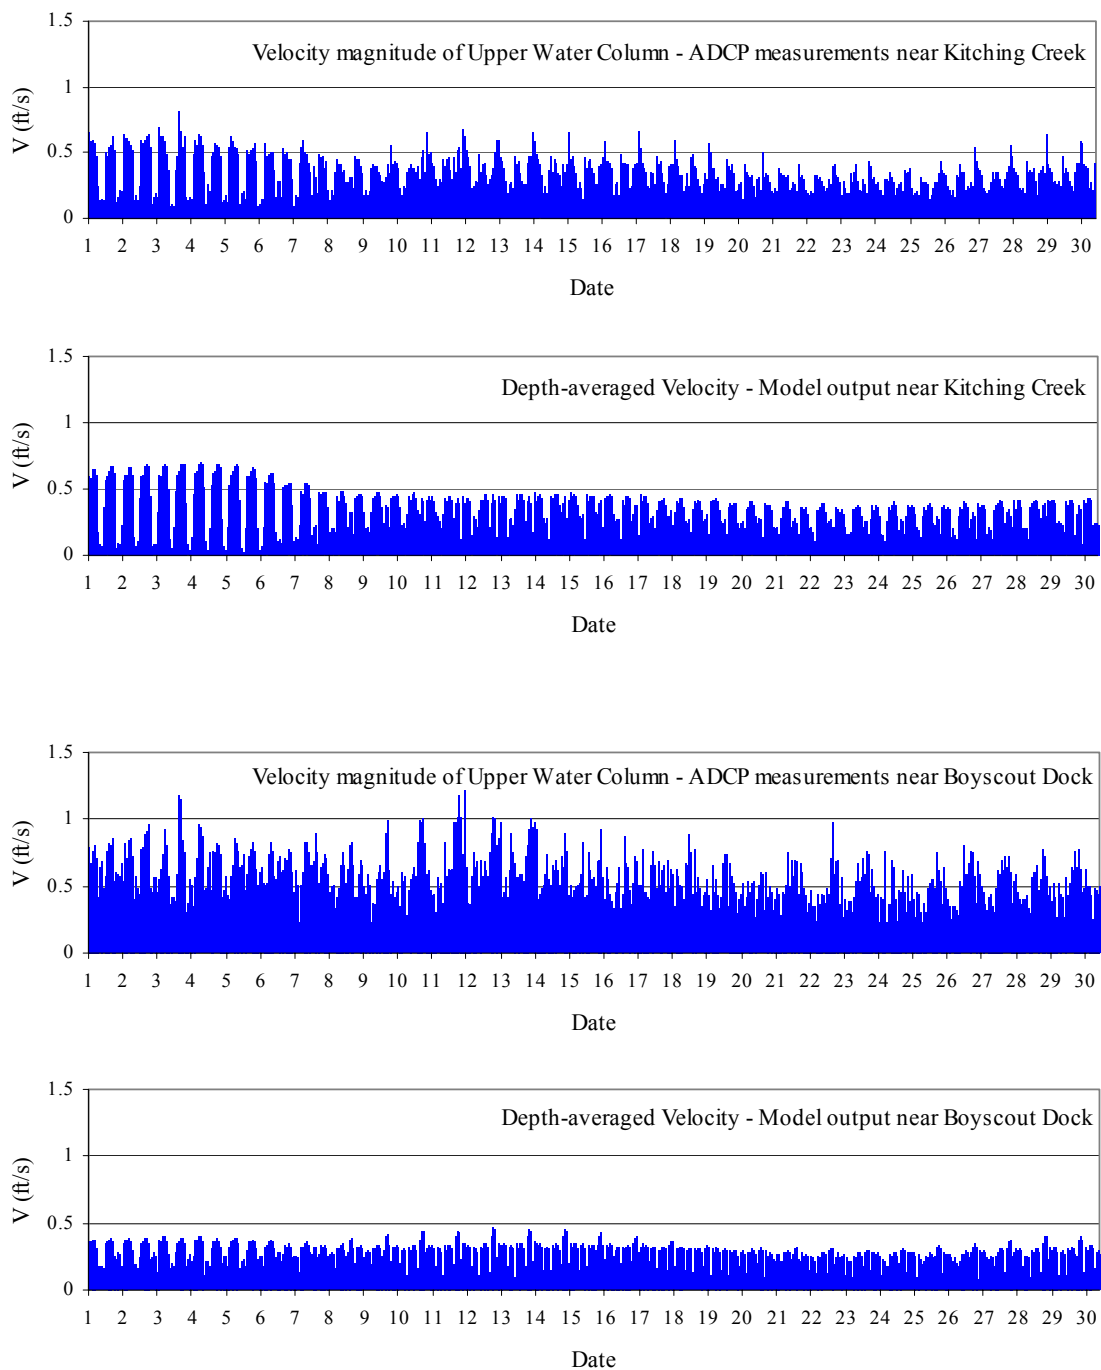 1.5
Velocity magnitude of Upper Water Column - ADCP measurements near Kitching Creek
1
V (ft/s)
0.5
0
1 2 3 4 5 6 7 8 9 10 11 12 13 14 15 16 17 18 19 20 21 22 23 24 25 26 27 28 29 30
Date
1.5
Depth-averaged Velocity - Model output near Kitching Creek
1
V (ft/s)
0.5
0
1 2 3 4 5 6 7 8 9 10 11 12 13 14 15 16 17 18 19 20 21 22 23 24 25 26 27 28 29 30
Date
1.5
Velocity magnitude of Upper Water Column - ADCP measurements near Boyscout Dock
1
V (ft/s)
0.5
0
1 2 3 4 5 6 7 8 9 10 11 12 13 14 15 16 17 18 19 20 21 22 23 24 25 26 27 28 29 30
Date
1.5
Depth-averaged Velocity - Model output near Boyscout Dock
1
V (ft/s)
0.5
0
1 2 3 4 5 6 7 8 9 10 11 12 13 14 15 16 17 18 19 20 21 22 23 24 25 26 27 28 29 30
Date